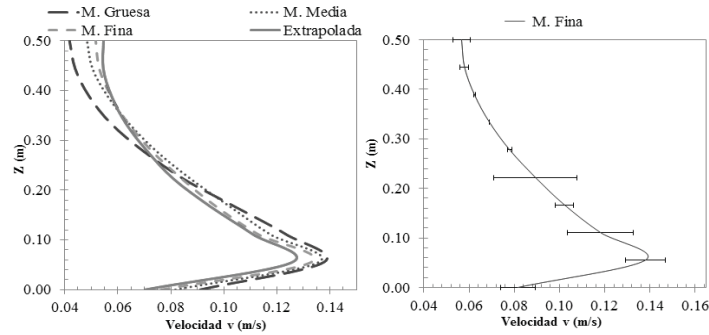 M. Gruesa M. Media
M. Fina Extrapolada
0.50
0.40
0.30
0.20
0.10
0.00
Z (m)
0.04 0.06 0.08 0.10 0.12 0.14
Velocidad v (m/s)
M. Fina
0.50
0.40
0.30
0.20
0.10
0.00
Z (m)
0.04 0.06 0.08 0.10 0.12 0.14 0.16
Velocidad v (m/s)